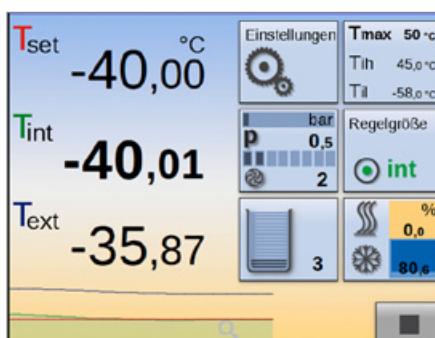 Tset
°C
-40,00
Tint
-40,01
Text
-35,87
Einstellungen
Tmax 50 °C
Tih 45,0 °C
Til -58,0 °C
bar
p 0,5
2
Regelgröße
int
3
%
0,0
80,6